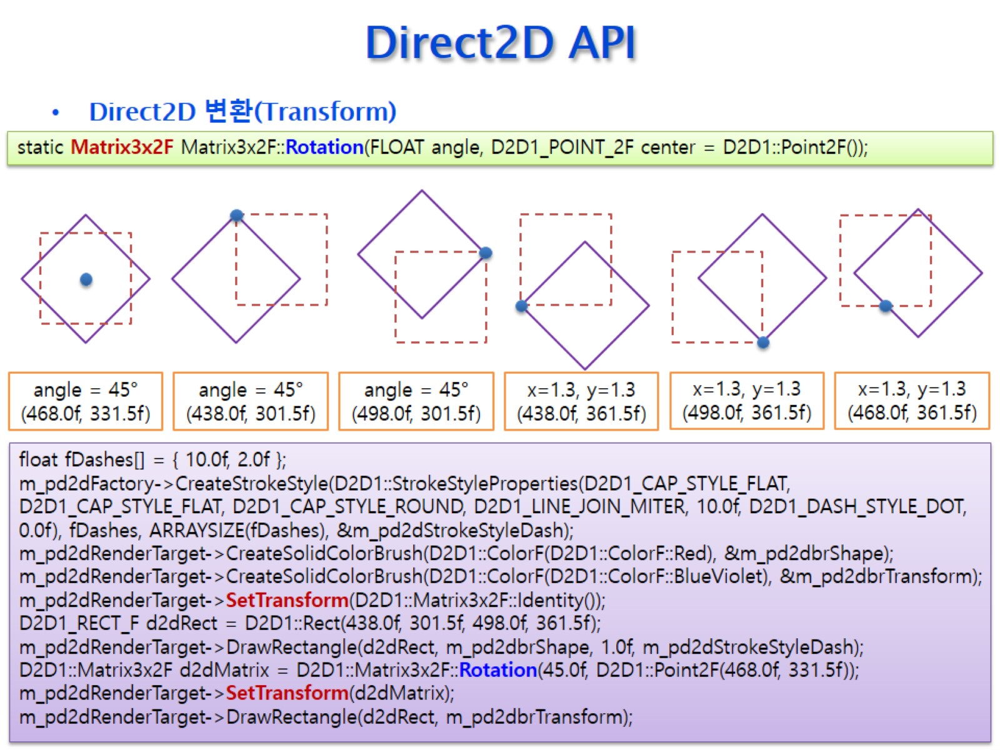 Direct2D API
• Direct2D 변환(Transform)
static Matrix3x2F Matrix3x2F::Rotation(FLOAT angle, D2D1_POINT_2F center = D2D1::Point2F());
angle = 45°
(468.0f, 331.5f)
angle = 45°
(438.0f, 301.5f)
angle = 45°
(498.0f, 301.5f)
x=1.3, y=1.3
(438.0f, 361.5f)
x=1.3, y=1.3
(498.0f, 361.5f)
x=1.3, y=1.3
(468.0f, 361.5f)
float fDashes[] = { 10.0f, 2.0f };
m_pd2dFactory->CreateStrokeStyle(D2D1::StrokeStyleProperties(D2D1_CAP_STYLE_FLAT,
D2D1_CAP_STYLE_FLAT, D2D1_CAP_STYLE_ROUND, D2D1_LINE_JOIN_MITER, 10.0f, D2D1_DASH_STYLE_DOT,
0.0f), fDashes, ARRAYSIZE(fDashes), &m_pd2dStrokeStyleDash);
m_pd2dRenderTarget->CreateSolidColorBrush(D2D1::ColorF(D2D1::ColorF::Red), &m_pd2dbrShape);
m_pd2dRenderTarget->CreateSolidColorBrush(D2D1::ColorF(D2D1::ColorF::BlueViolet), &m_pd2dbrTransform);
m_pd2dRenderTarget->SetTransform(D2D1::Matrix3x2F::Identity());
D2D1_RECT_F d2dRect = D2D1::Rect(438.0f, 301.5f, 498.0f, 361.5f);
m_pd2dRenderTarget->DrawRectangle(d2dRect, m_pd2dbrShape, 1.0f, m_pd2dStrokeStyleDash);
D2D1::Matrix3x2F d2dMatrix = D2D1::Matrix3x2F::Rotation(45.0f, D2D1::Point2F(468.0f, 331.5f));
m_pd2dRenderTarget->SetTransform(d2dMatrix);
m_pd2dRenderTarget->DrawRectangle(d2dRect, m_pd2dbrTransform);